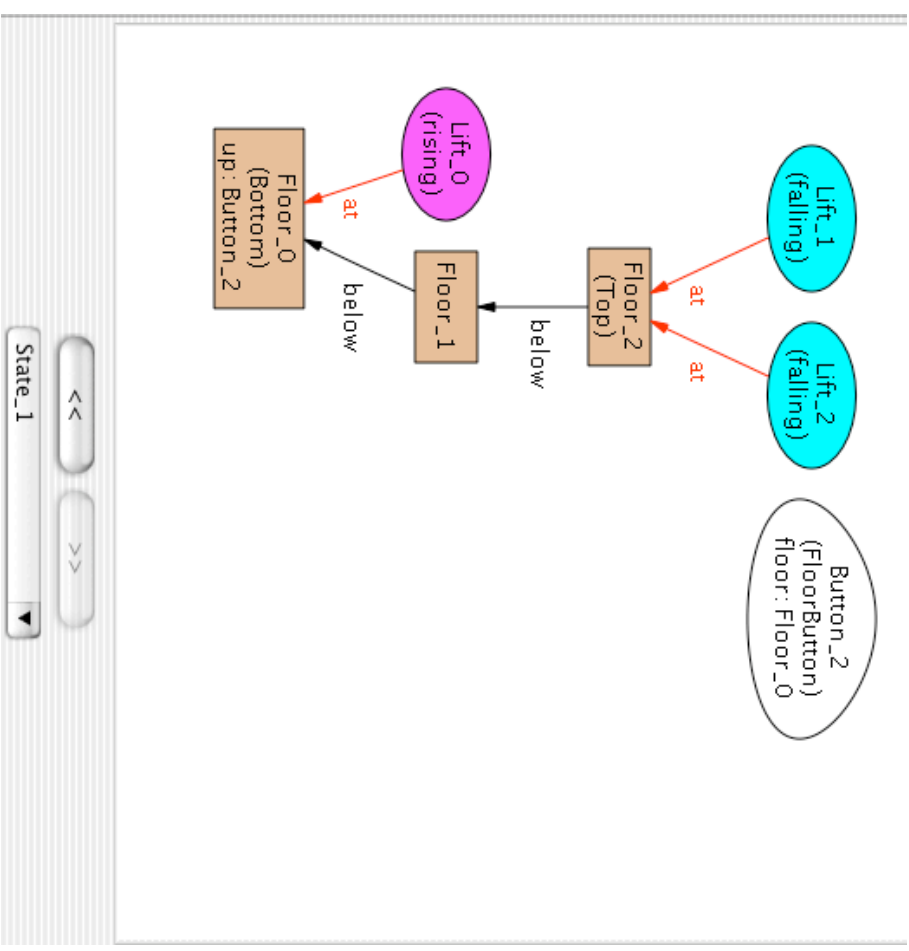 Lift_1
(falling)
Lift_2
(falling)
Button_2
(FloorButton)
floor: Floor_0
at
at
Floor_2
(Top)
below
Lift_0
(rising)
Floor_1
at
below
Floor_0
(Bottom)
up: Button_2
<<
>>
State_1